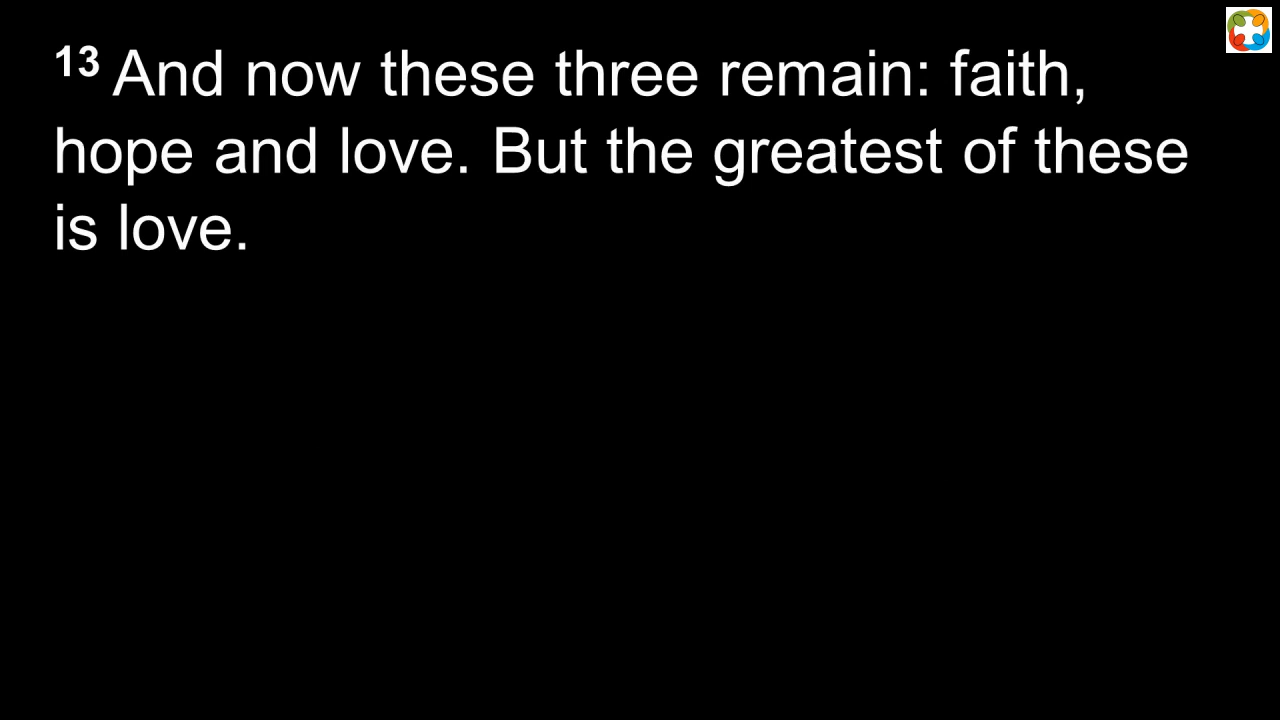 13 And now these three remain: faith,
hope and love. But the greatest of these
is love.